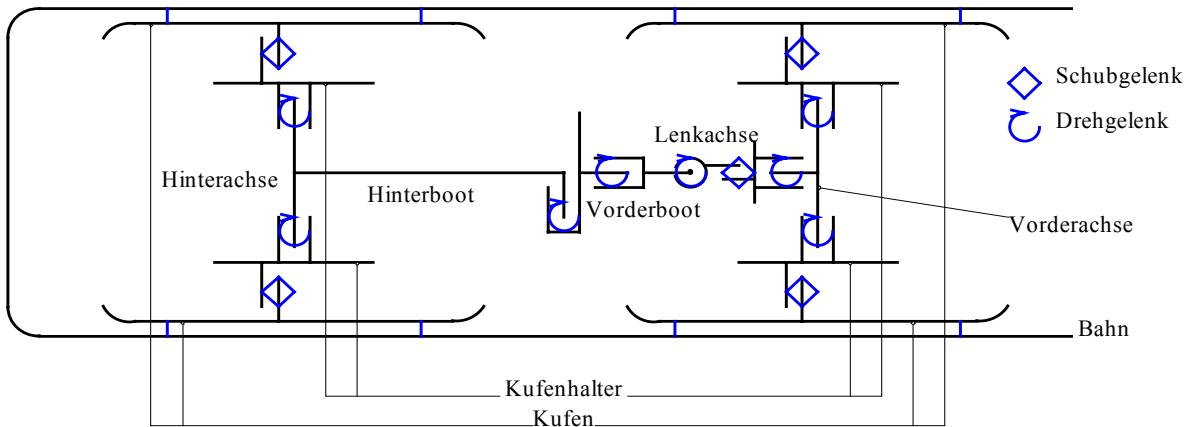 Schubgelenk
Drehgelenk
Lenkachse
Hinterachse
Hinterboot
Vorderboot
Vorderachse
Bahn
Kufenhalter
Kufen